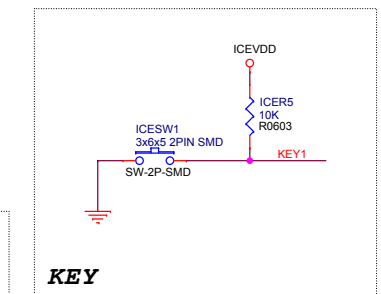 ICEVDD
ICER5
10K
R0603
ICESW1
3x6x5 2PIN SMD
KEY1
SW-2P-SMD
KEY